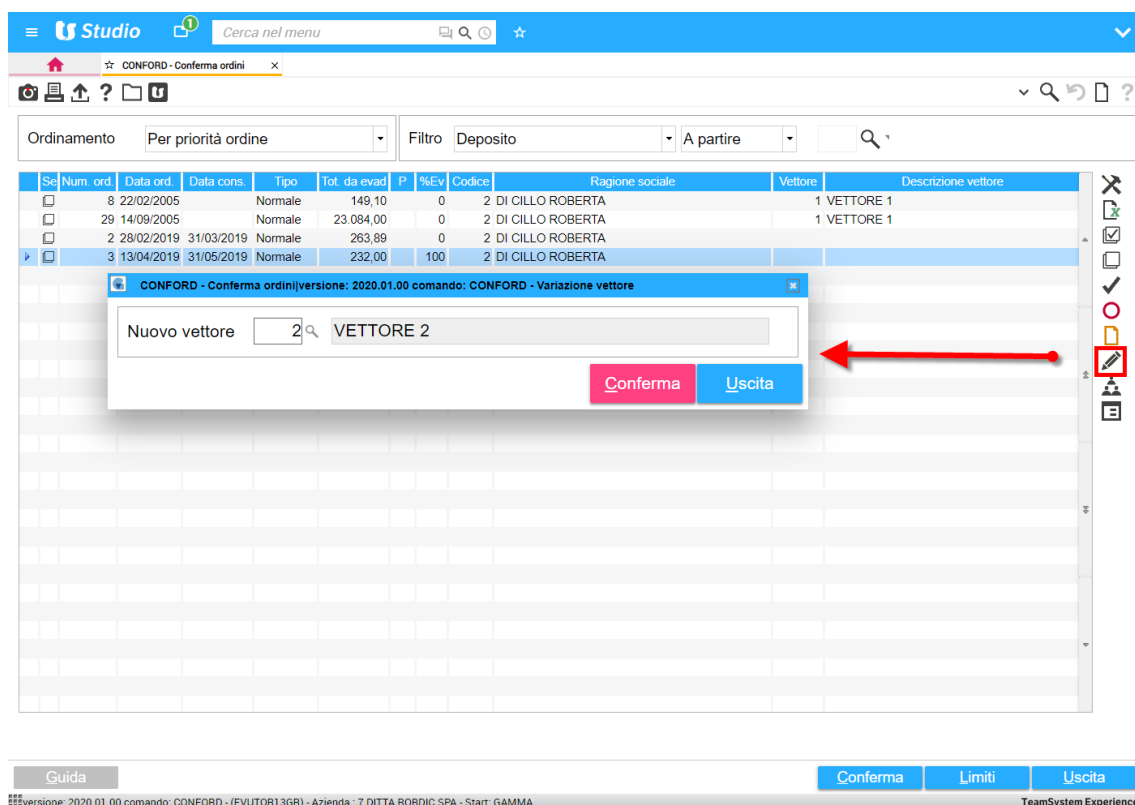 Studio 1 Cerca nel menu
CONFORD - Conferma ordini ×
Ordinamento Per priorità ordine Filtro Deposito A partire
Se Num. ord. Data ord. Data cons. Tipo Tot. da evad P %Ev Codice Ragione sociale Vettore Descrizione vettore
8 22/02/2005 Normale 149,10 0 2 DI CILLO ROBERTA 1 VETTORE 1
29 14/09/2005 Normale 23.084,00 0 2 DI CILLO ROBERTA 1 VETTORE 1
2 28/02/2019 31/03/2019 Normale 263,89 0 2 DI CILLO ROBERTA
3 13/04/2019 31/05/2019 Normale 232,00 100 2 DI CILLO ROBERTA
CONFORD - Conferma ordini|versione: 2020.01.00 comando: CONFORD - Variazione vettore
Nuovo vettore 2 VETTORE 2
Conferma Uscita
Guida Conferma Limiti Uscita
versione: 2020.01.00 comando: CONFORD - (EVUTOB13GB) - Azienda : 7 DITTA BOBDIC SPA - Start: GAMMA TeamSystem Experience